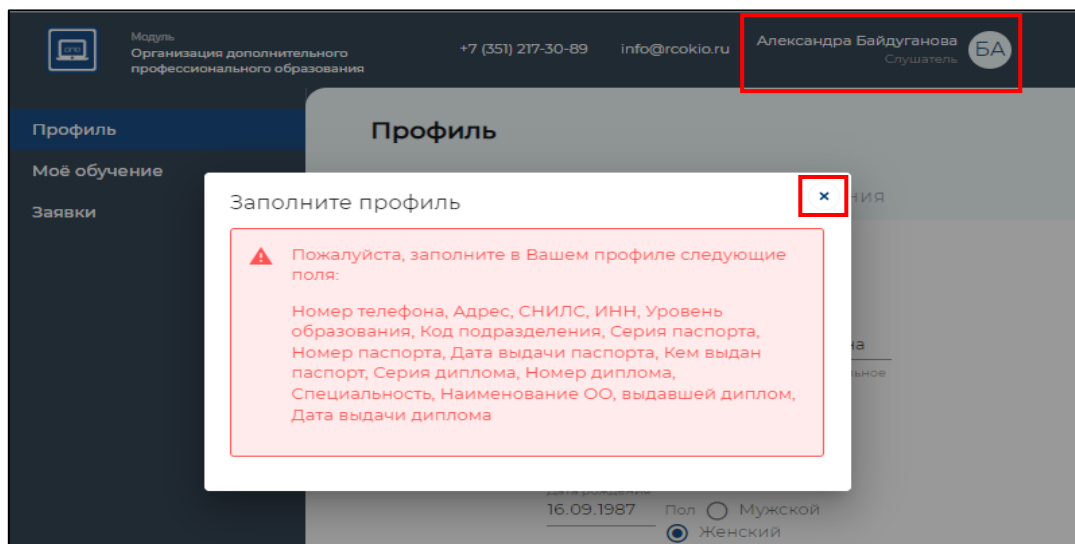 Модуль
Организация дополнительного
профессионального образования
+7 (351) 217-30-89
info@rcokio.ru
Александра Байдуганова
Слушатель
БА
Профиль
Моё обучение
Заявки
Профиль
Заполните профиль
×
ния
Пожалуйста, заполните в Вашем профиле следующие
поля:
Номер телефона, Адрес, СНИЛС, ИНН, Уровень
образования, Код подразделения, Серия паспорта,
Номер паспорта, Дата выдачи паспорта, Кем выдан
паспорт, Серия диплома, Номер диплома,
Специальность, Наименование ОО, выдавшей диплом,
Дата выдачи диплома
на
льное
Дата рождения
16.09.1987
Пол
Мужской
Женский